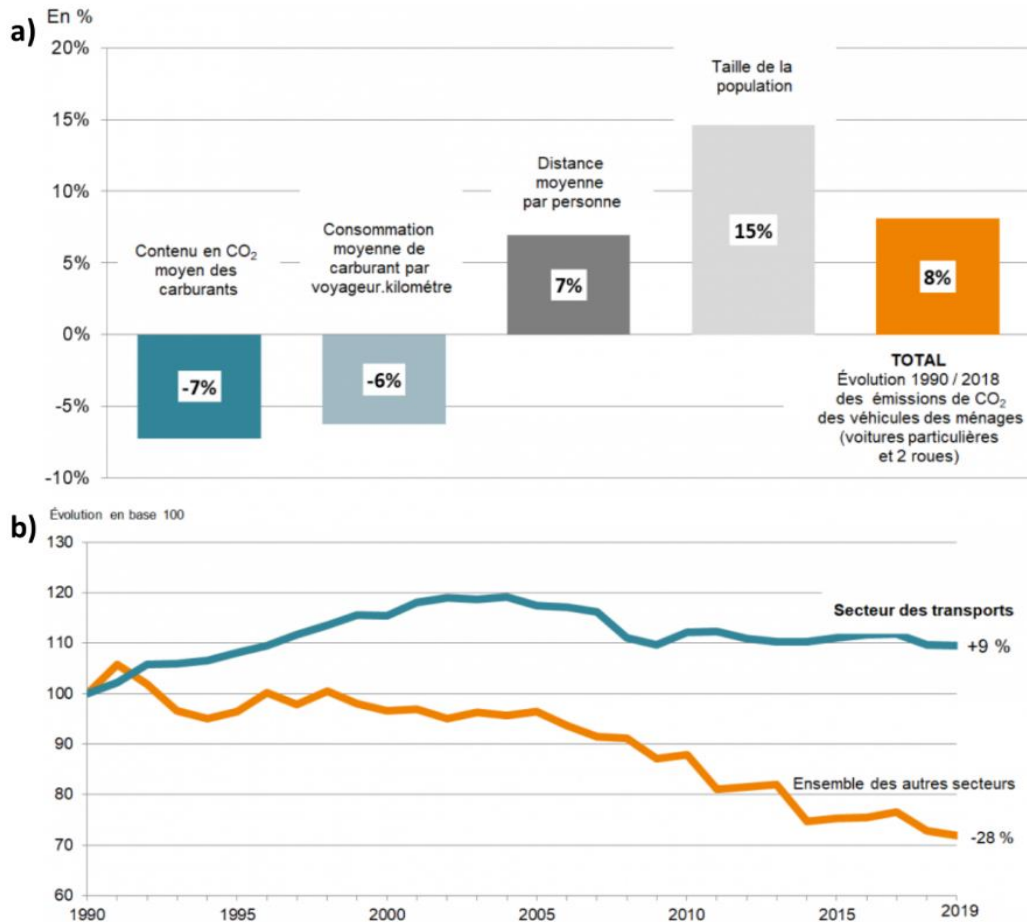 a)
En %
20%
15%
10%
5%
0%
-5%
-10%
Contenu en CO₂
moyen des
carburants
-7%
Consommation
moyenne de
carburant par
voyageur.kilométre
-6%
Distance
moyenne
par personne
7%
Taille de la
population
15%
8%
TOTAL
Évolution 1990 / 2018
des émissions de CO₂
des véhicules des ménages
(voitures particulières
et 2 roues)
b)
Évolution en base 100
130
120
110
100
90
80
70
60
Secteur des transports
+9 %
Ensemble des autres secteurs
-28 %
1990
1995
2000
2005
2010
2015
2019